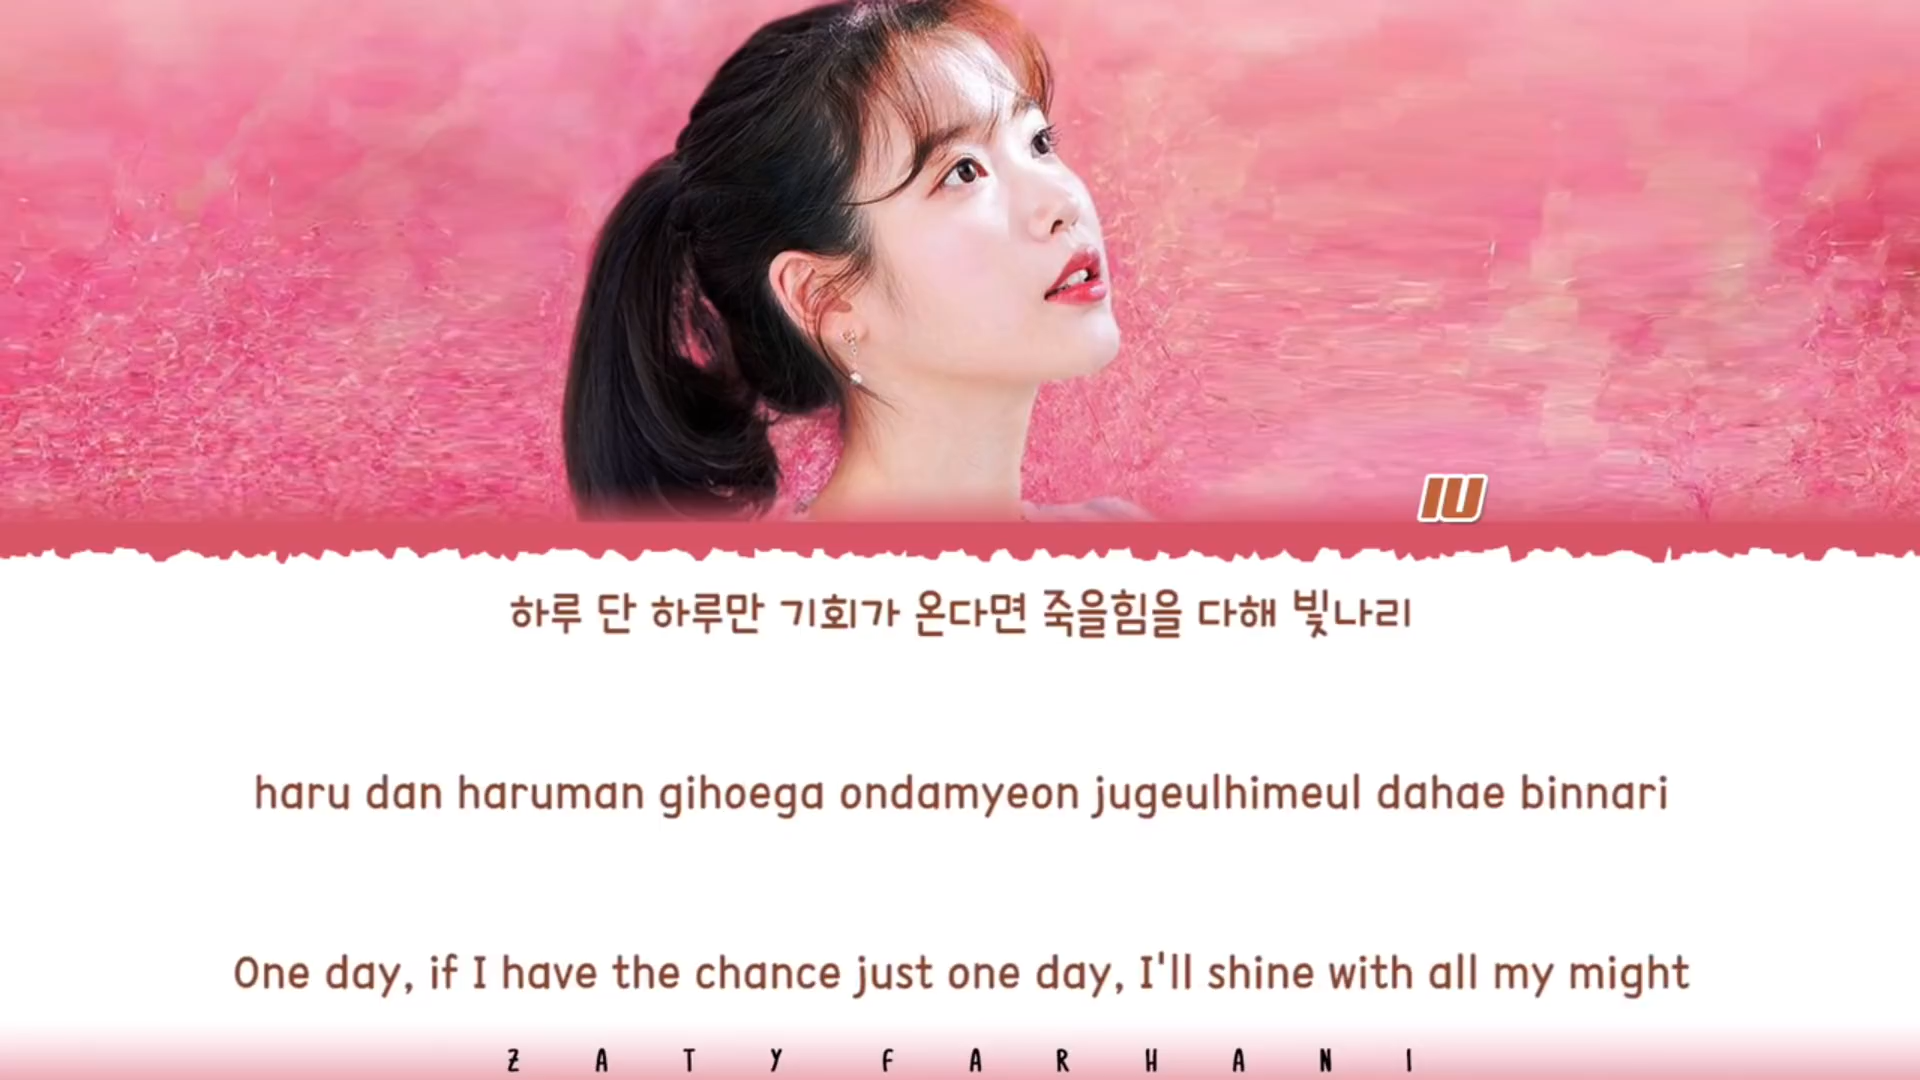 IU
하루 단 하루만 기회가 온다면 죽을힘을 다해 빛나리
haru dan haruman gihoega ondamyeon jugeulhimeul dahae binnari
One day, if I have the chance just one day, I'll shine with all my might
ZATY FARHANI